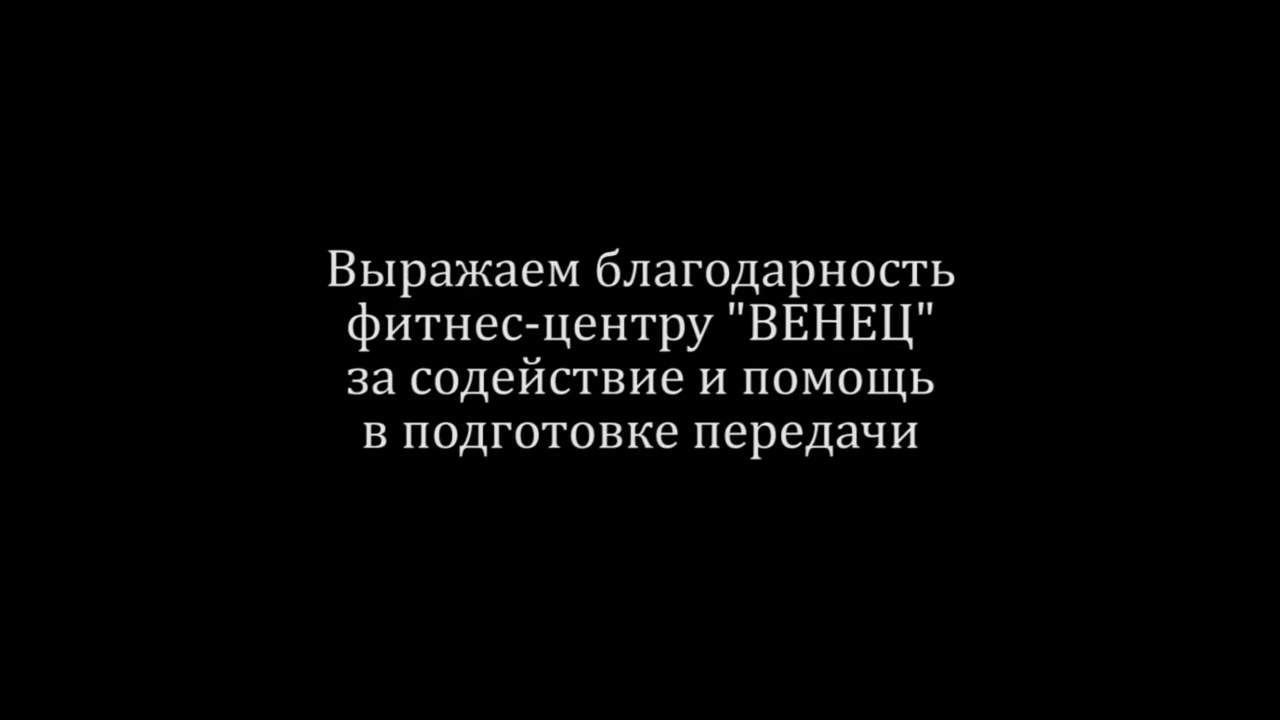 Выражаем благодарность
фитнес-центру "ВЕНЕЦ"
за содействие и помощь
в подготовке передачи